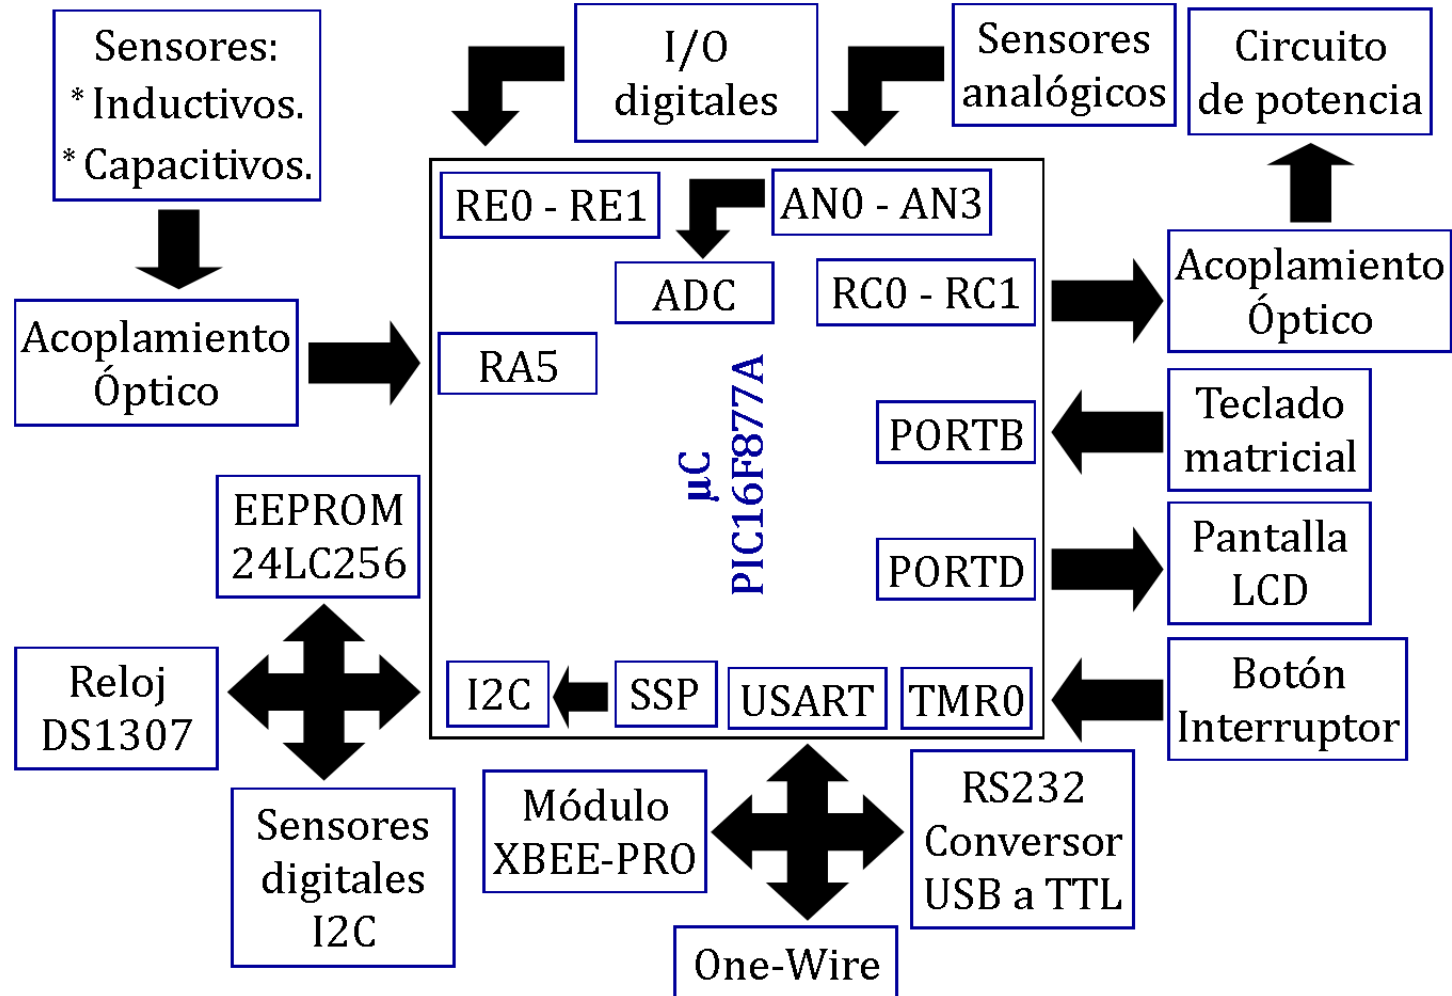 Sensores:
* Inductivos.
* Capacitivos.
I/O
digitales
Sensores
analógicos
Circuito
de potencia
RE0 - RE1
AN0 - AN3
ADC
RC0 - RC1
Acoplamiento
Óptico
Acoplamiento
Óptico
RA5
µC
PIC16F877A
PORTB
Teclado
matricial
EEPROM
24LC256
PORTD
Pantalla
LCD
Reloj
DS1307
I2C
SSP
USART
TMR0
Botón
Interruptor
Sensores
digitales
I2C
Módulo
XBEE-PRO
RS232
Conversor
USB a TTL
One-Wire